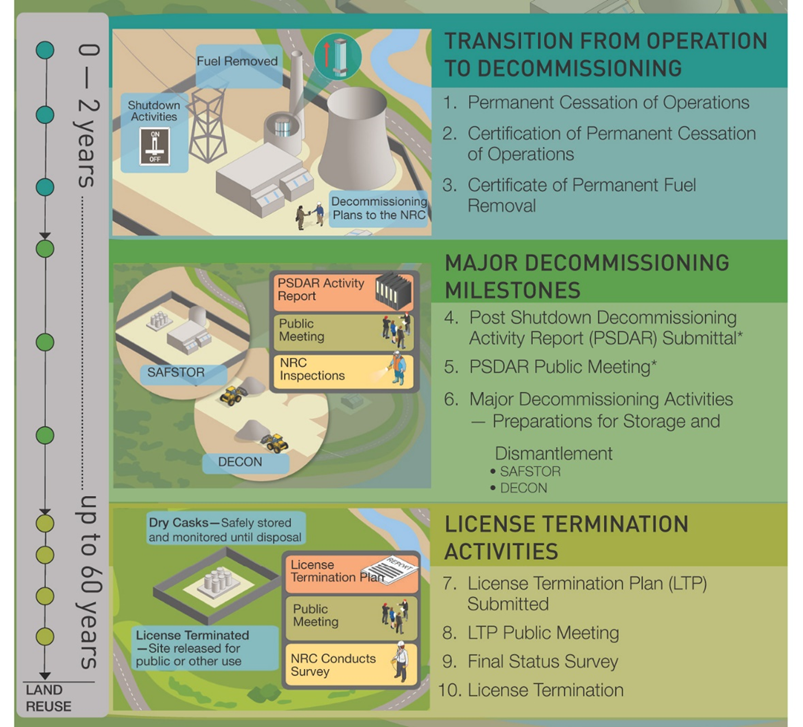 0 — 2 years
up to 60 years
LAND
REUSE
Fuel Removed
Shutdown
Activities
ON
OFF
Decommissioning
Plans to the NRC
TRANSITION FROM OPERATION
TO DECOMMISSIONING
1. Permanent Cessation of Operations
2. Certification of Permanent Cessation
of Operations
3. Certificate of Permanent Fuel
Removal
PSDAR Activity
Report
Public
Meeting
NRC
Inspections
SAFSTOR
DECON
MAJOR DECOMMISSIONING
MILESTONES
4. Post Shutdown Decommissioning
Activity Report (PSDAR) Submittal*
5. PSDAR Public Meeting*
6. Major Decommissioning Activities
— Preparations for Storage and
Dismantlement
• SAFSTOR
• DECON
Dry Casks—Safely stored
and monitored until disposal
License
Termination Plan
REPORT
Public
Meeting
NRC Conducts
Survey
License Terminated
—Site released for
public or other use
LICENSE TERMINATION
ACTIVITIES
7. License Termination Plan (LTP)
Submitted
8. LTP Public Meeting
9. Final Status Survey
10. License Termination